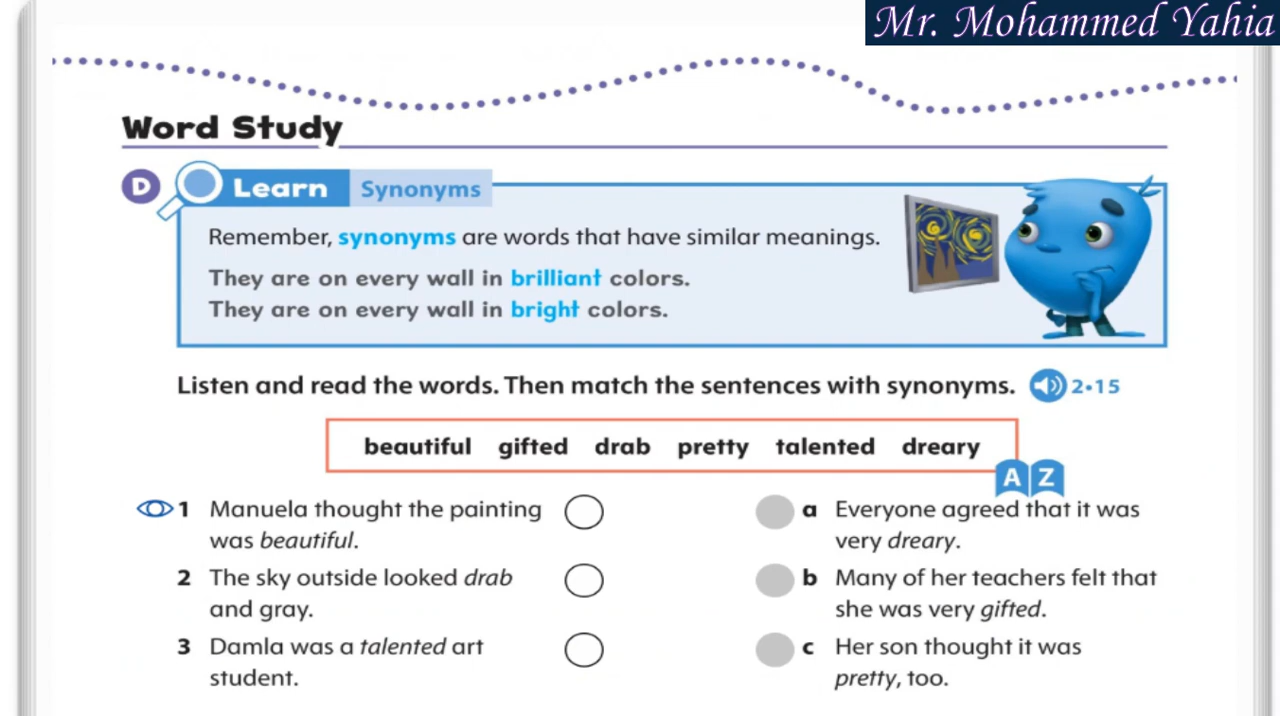 Mr. Mohammed Yahia
Word Study
D Learn Synonyms
Remember, synonyms are words that have similar meanings.
They are on every wall in brilliant colors.
They are on every wall in bright colors.
Listen and read the words. Then match the sentences with synonyms. 2•15
beautiful gifted drab pretty talented dreary
A Z
1 Manuela thought the painting
was beautiful.
a Everyone agreed that it was
very dreary.
2 The sky outside looked drab
and gray.
b Many of her teachers felt that
she was very gifted.
3 Damla was a talented art
student.
c Her son thought it was
pretty, too.